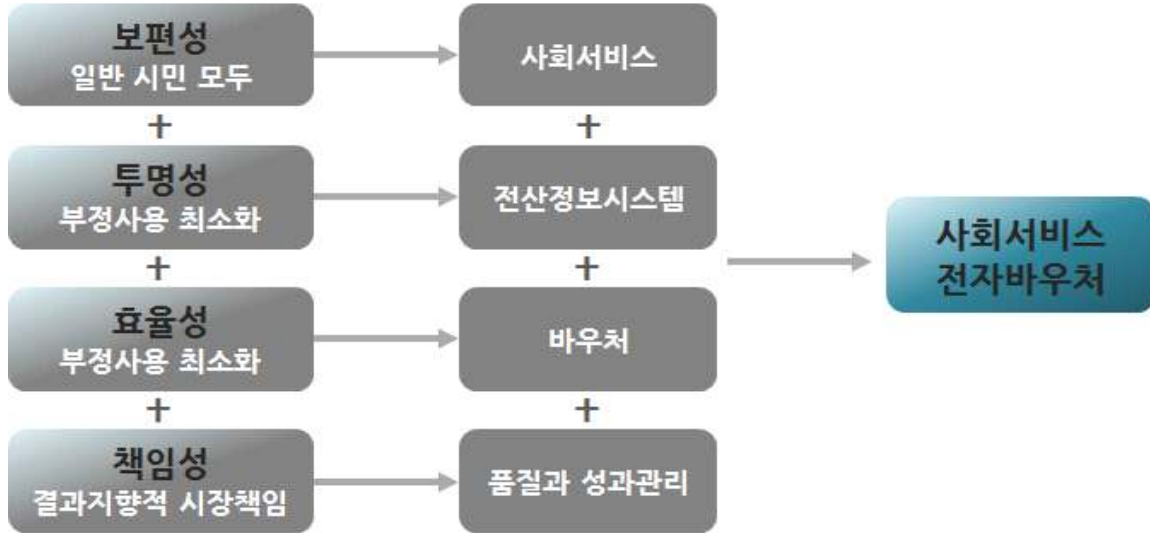 보편성
일반 시민 모두
사회서비스
+
+
투명성
부정사용 최소화
전산정보시스템
+
+
사회서비스
전자바우처
효율성
부정사용 최소화
바우처
+
+
책임성
결과지향적 시장책임
품질과 성과관리